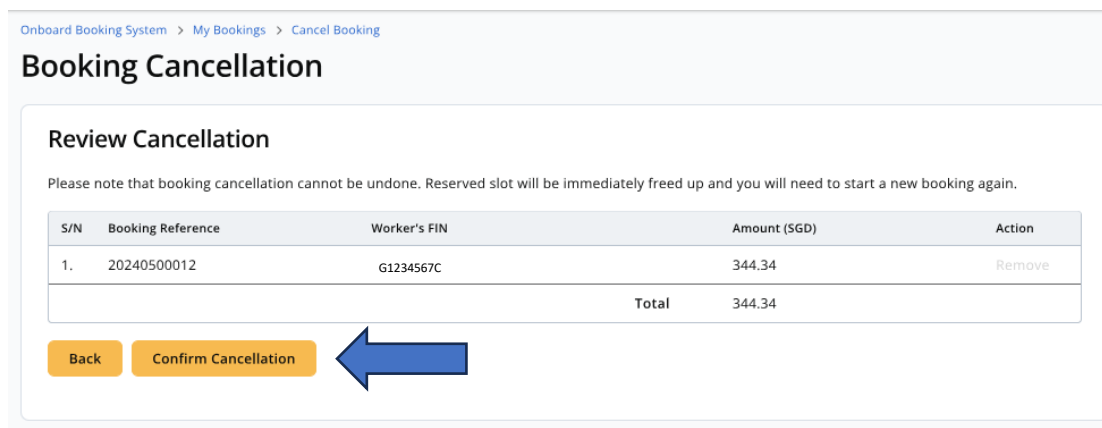 Onboard Booking System > My Bookings > Cancel Booking
Booking Cancellation
Review Cancellation
Please note that booking cancellation cannot be undone. Reserved slot will be immediately freed up and you will need to start a new booking again.
S/N Booking Reference Worker's FIN Amount (SGD) Action
1. 20240500012 G1234567C 344.34 Remove
Total 344.34
Back Confirm Cancellation